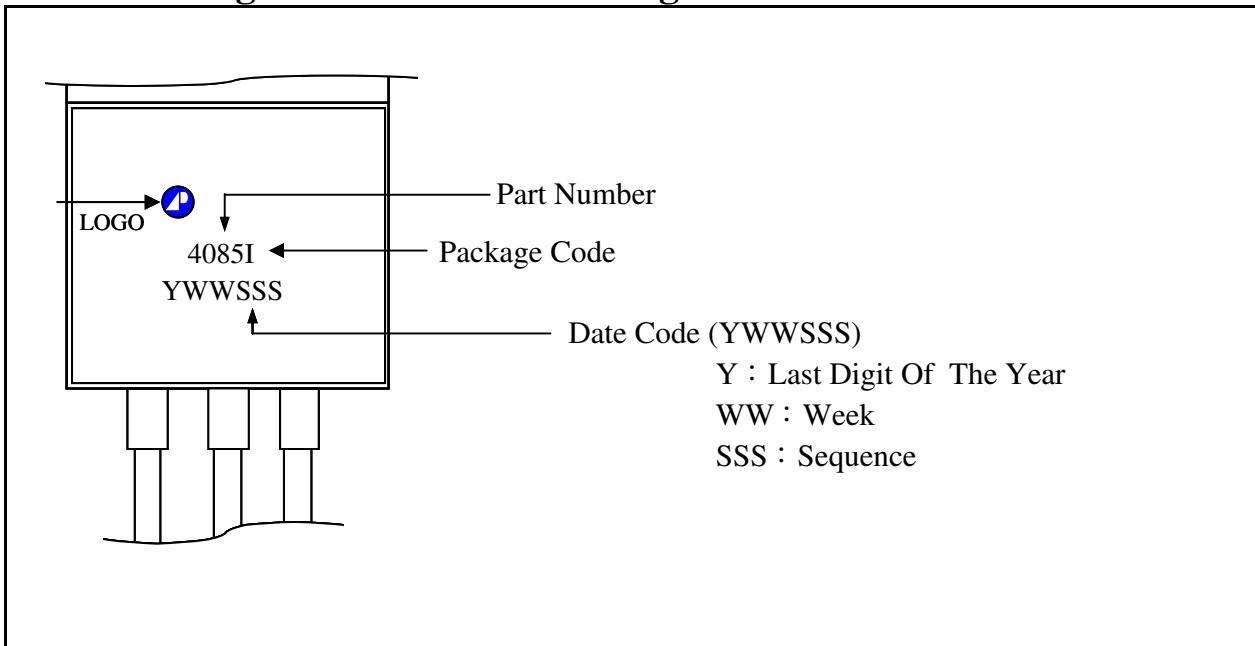 LOGO
Part Number
4085I
Package Code
YWWSSS
Date Code (YWWSSS)
Y：Last Digit Of The Year
WW：Week
SSS：Sequence